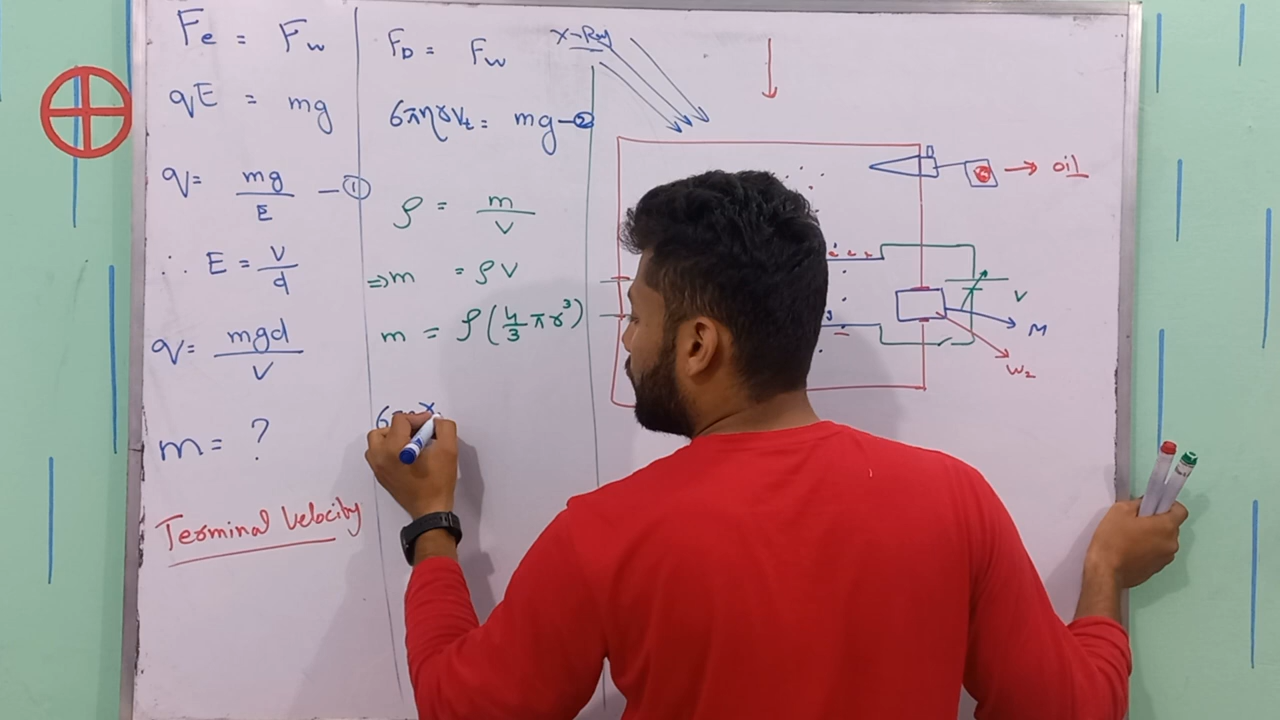 Fe = Fw
qE = mg
q = mg/E — ①
∴ E = V/d
q = mgd/V
m = ?
Terminal Velocity
FD = Fw
6πηrvt = mg — ②
ρ = m/v
⇒ m = ρv
m = ρ(4/3 πr³)
X-Ray
oil
V
M
W2